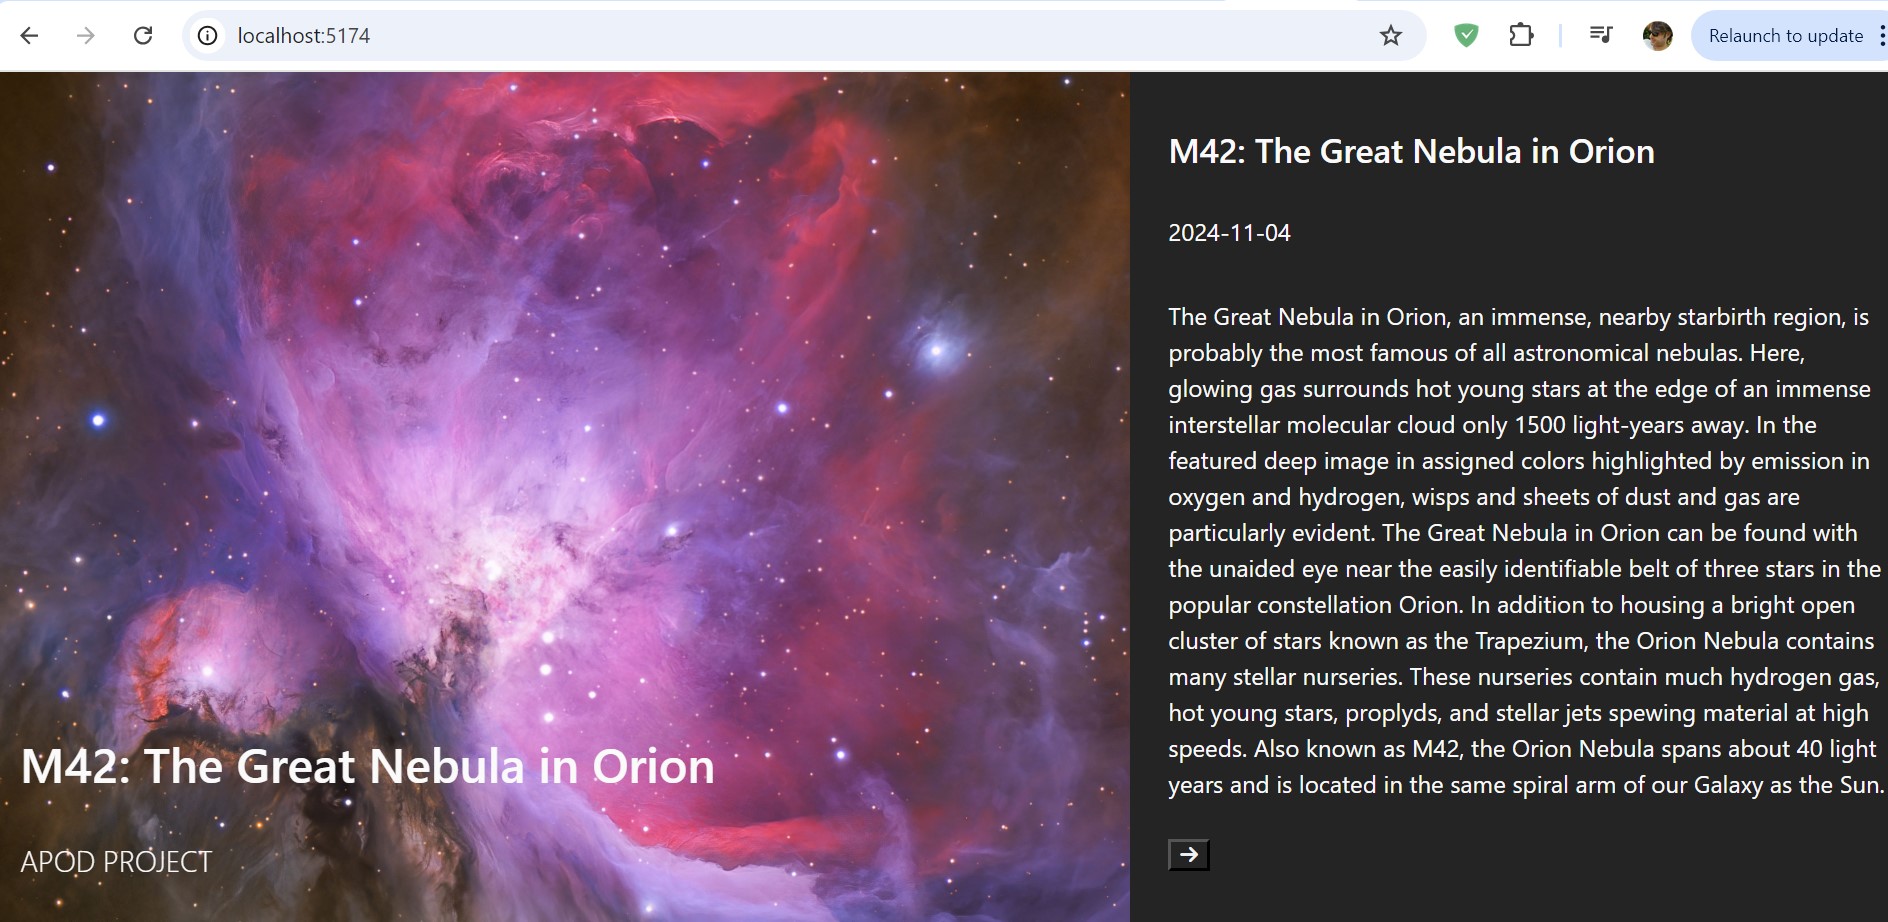 localhost:5174
Relaunch to update
M42: The Great Nebula in Orion
APOD PROJECT
M42: The Great Nebula in Orion
2024-11-04
The Great Nebula in Orion, an immense, nearby starbirth region, is
probably the most famous of all astronomical nebulas. Here,
glowing gas surrounds hot young stars at the edge of an immense
interstellar molecular cloud only 1500 light-years away. In the
featured deep image in assigned colors highlighted by emission in
oxygen and hydrogen, wisps and sheets of dust and gas are
particularly evident. The Great Nebula in Orion can be found with
the unaided eye near the easily identifiable belt of three stars in the
popular constellation Orion. In addition to housing a bright open
cluster of stars known as the Trapezium, the Orion Nebula contains
many stellar nurseries. These nurseries contain much hydrogen gas,
hot young stars, proplyds, and stellar jets spewing material at high
speeds. Also known as M42, the Orion Nebula spans about 40 light
years and is located in the same spiral arm of our Galaxy as the Sun.